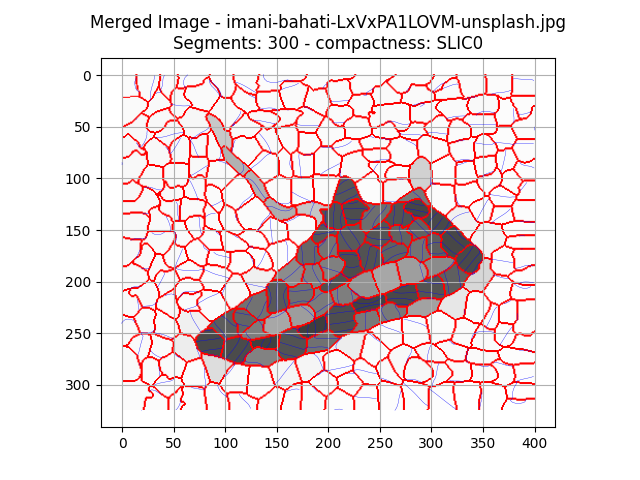 Merged Image - imani-bahati-LxVxPA1LOVM-unsplash.jpg
Segments: 300 - compactness: SLIC0
0
50
100
150
200
250
300
0 50 100 150 200 250 300 350 400